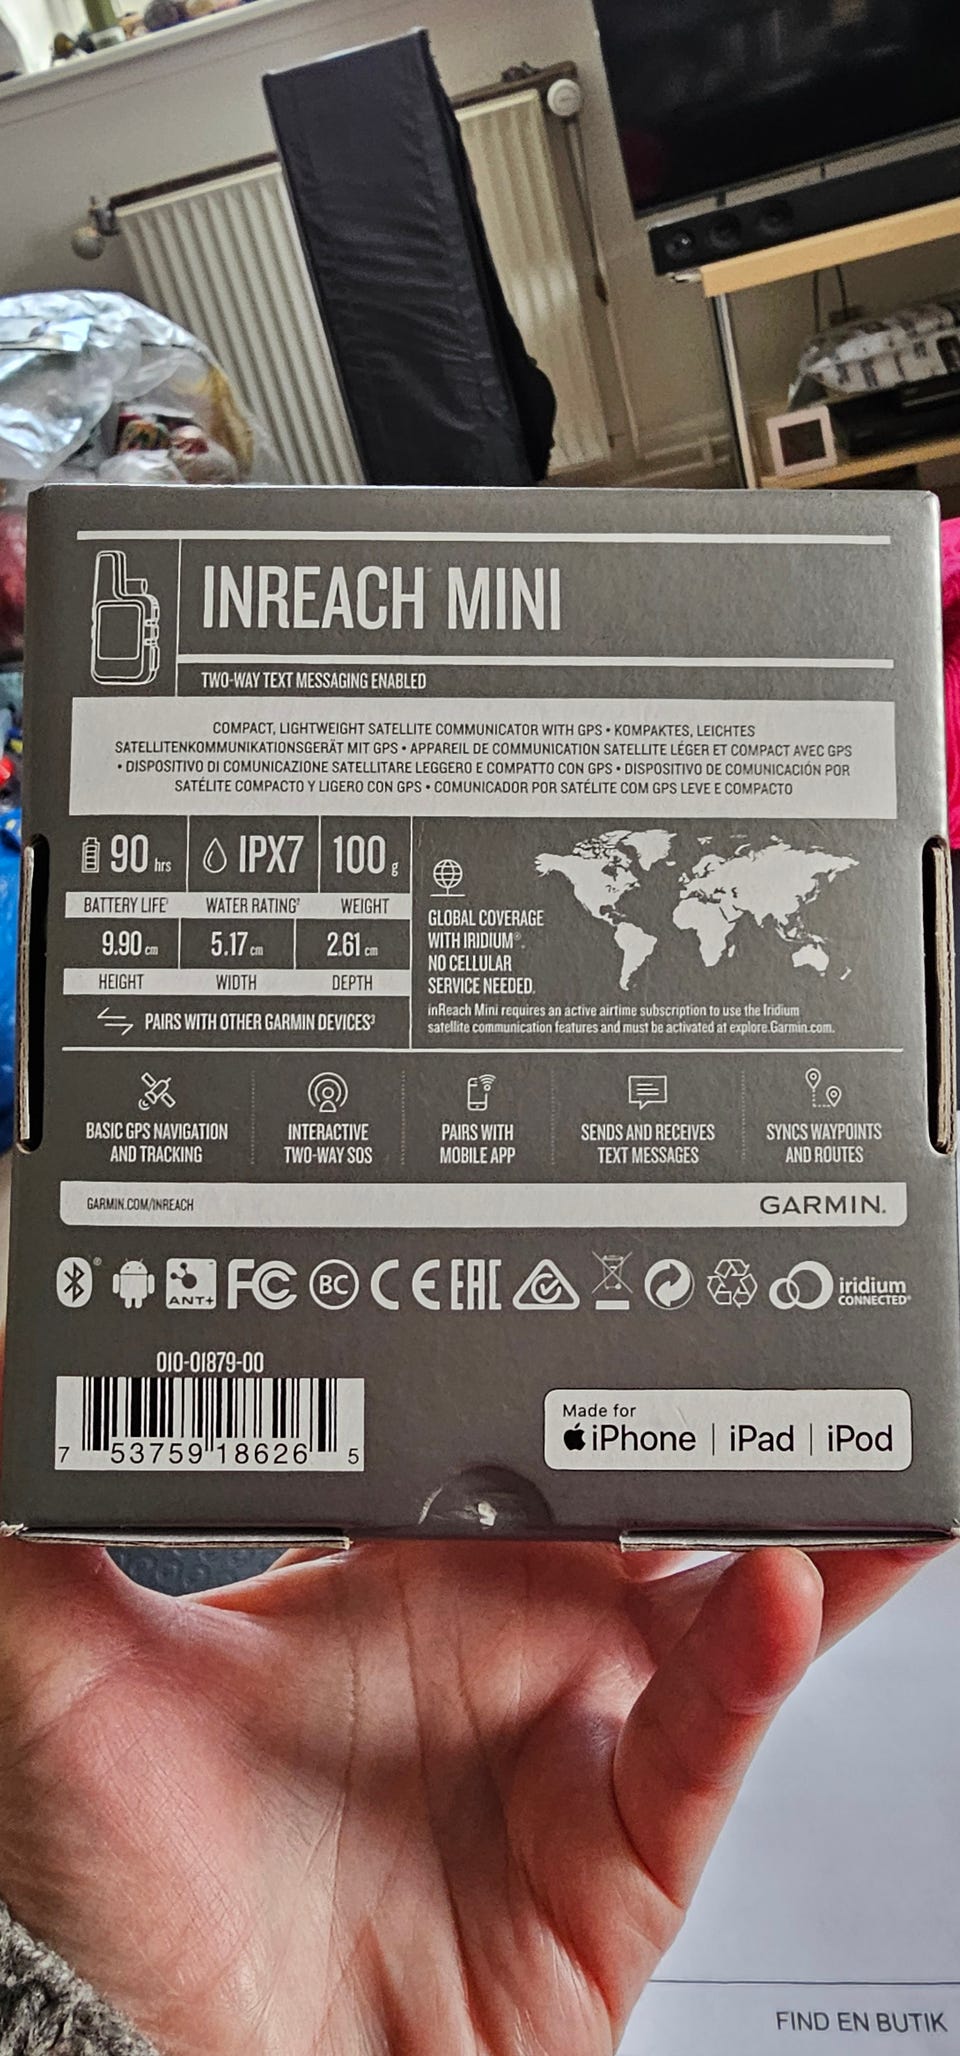 INREACH MINI
TWO-WAY TEXT MESSAGING ENABLED
COMPACT, LIGHTWEIGHT SATELLITE COMMUNICATOR WITH GPS • KOMPAKTES, LEICHTES
SATELLITENKOMMUNIKATIONSGERÄT MIT GPS • APPAREIL DE COMMUNICATION SATELLITE LÉGER ET COMPACT AVEC GPS
• DISPOSITIVO DI COMUNICAZIONE SATELLITARE LEGGERO E COMPATTO CON GPS • DISPOSITIVO DE COMUNICACIÓN POR
SATÉLITE COMPACTO Y LIGERO CON GPS • COMUNICADOR POR SATÉLITE COM GPS LEVE E COMPACTO
90 hrs IPX7 100 g
BATTERY LIFE¹ WATER RATING² WEIGHT
9.90 cm 5.17 cm 2.61 cm
HEIGHT WIDTH DEPTH
PAIRS WITH OTHER GARMIN DEVICES³
GLOBAL COVERAGE
WITH IRIDIUM®.
NO CELLULAR
SERVICE NEEDED.
inReach Mini requires an active airtime subscription to use the Iridium
satellite communication features and must be activated at explore.Garmin.com.
BASIC GPS NAVIGATION
AND TRACKING
INTERACTIVE
TWO-WAY SOS
PAIRS WITH
MOBILE APP
SENDS AND RECEIVES
TEXT MESSAGES
SYNCS WAYPOINTS
AND ROUTES
GARMIN.COM/INREACH GARMIN.
® ANT+ FC BC CE EAC iridium
CONNECTED®
010-01879-00
7 53759 18626 5
Made for
iPhone | iPad | iPod
FIND EN BUTIK